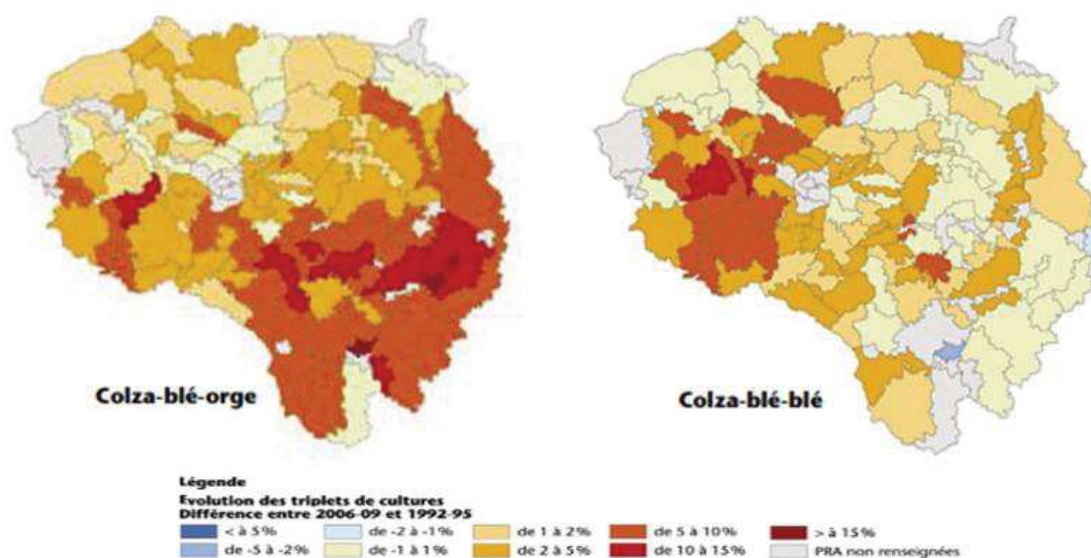 Colza-blé-orge
Colza-blé-blé
Légende
Evolution des triplets de cultures
Différence entre 2006-09 et 1992-95
< à 5%
de -2 à -1%
de 1 à 2%
de 5 à 10%
> à 15%
de -5 à -2%
de -1 à 1%
de 2 à 5%
de 10 à 15%
PRA non renseignées